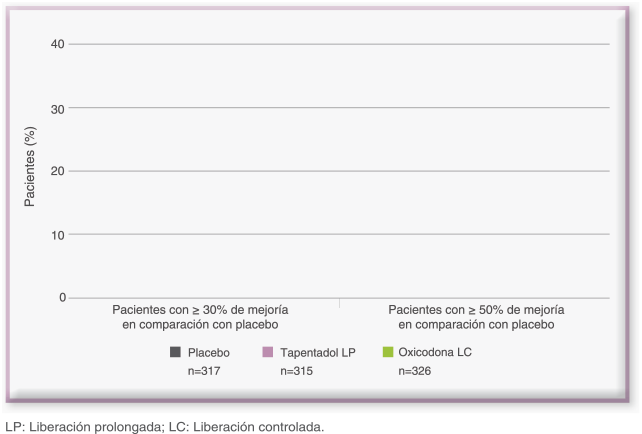 40
30
20
10
0
Pacientes (%)
Pacientes con ≥ 30% de mejoría
en comparación con placebo
Pacientes con ≥ 50% de mejoría
en comparación con placebo
Placebo
n=317
Tapentadol LP
n=315
Oxicodona LC
n=326
LP: Liberación prolongada; LC: Liberación controlada.